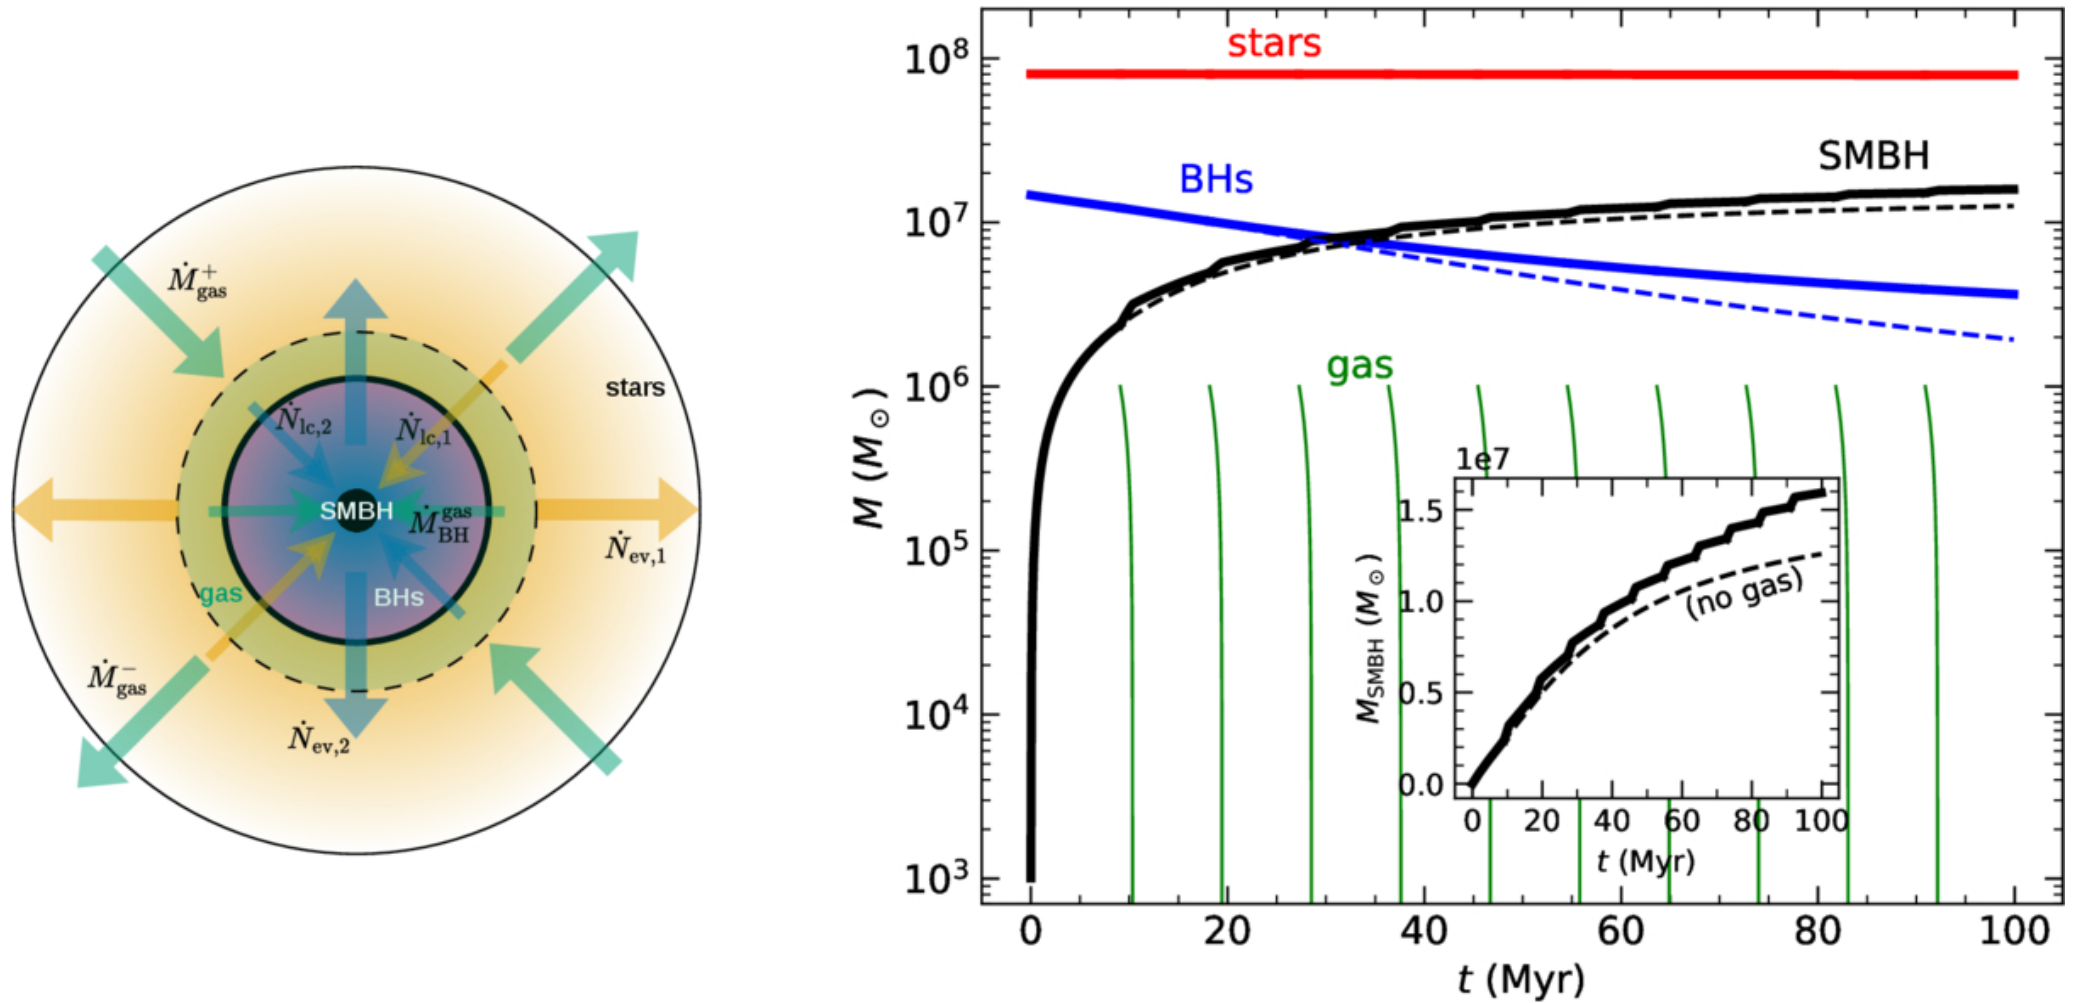 Ṁ⁺gas
stars
Ṅlc,2
Ṅlc,1
SMBH
Ṁgas BH
Ṅev,1
gas
BHs
Ṁ⁻gas
Ṅev,2
M (M⊙)
10⁸
10⁷
10⁶
10⁵
10⁴
10³
stars
SMBH
BHs
gas
1e7
MSMBH (M⊙)
1.5
1.0
0.5
0.0
(no gas)
0 20 40 60 80 100
t (Myr)
0 20 40 60 80 100
t (Myr)